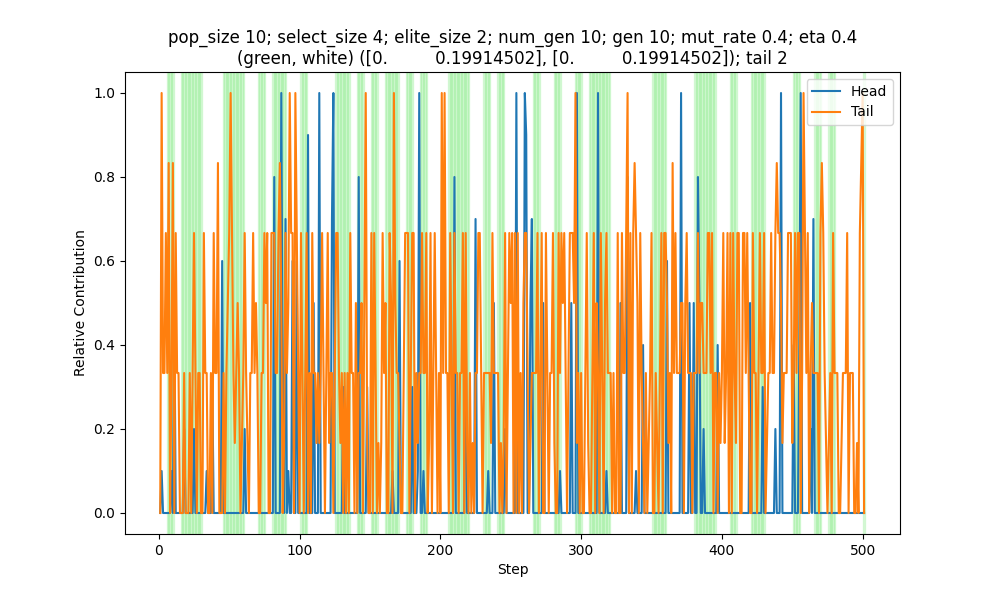 pop_size 10; select_size 4; elite_size 2; num_gen 10; gen 10; mut_rate 0.4; eta 0.4
(green, white) ([0. 0.19914502], [0. 0.19914502]); tail 2
Head
Tail
1.0
0.8
0.6
0.4
0.2
0.0
Relative Contribution
0
100
200
300
400
500
Step